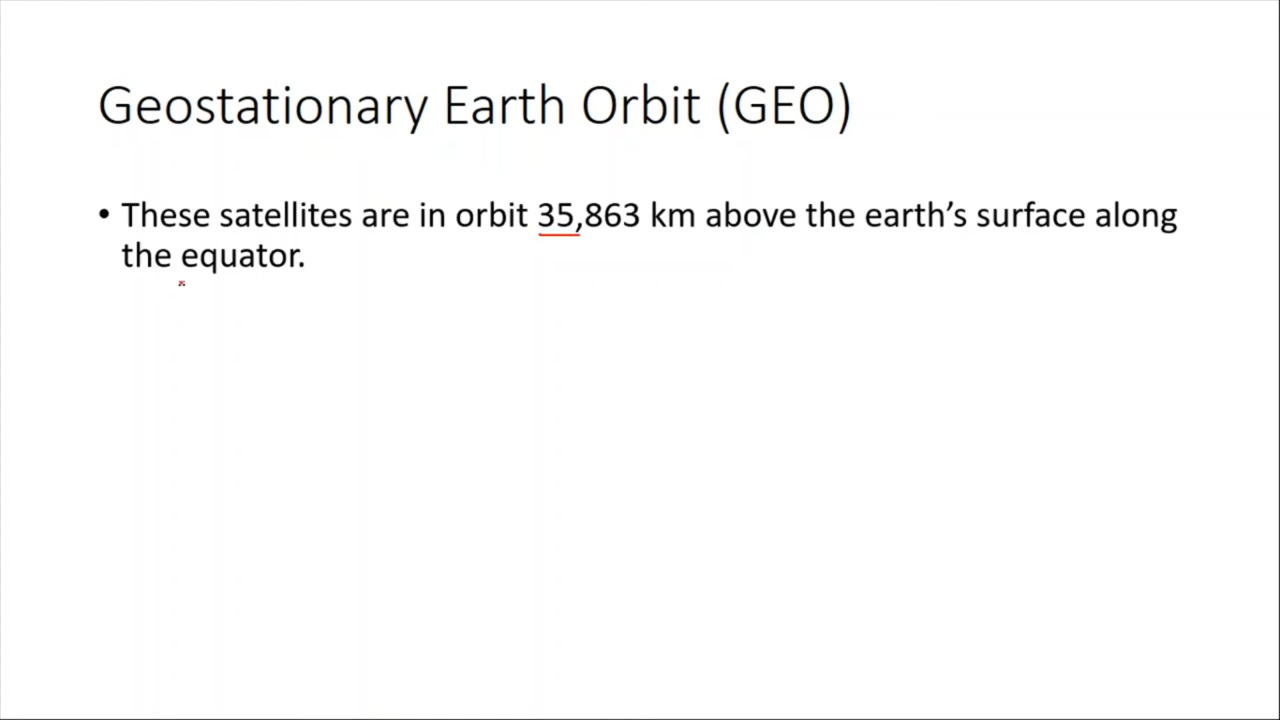 Geostationary Earth Orbit (GEO)
• These satellites are in orbit 35,863 km above the earth’s surface along
the equator.